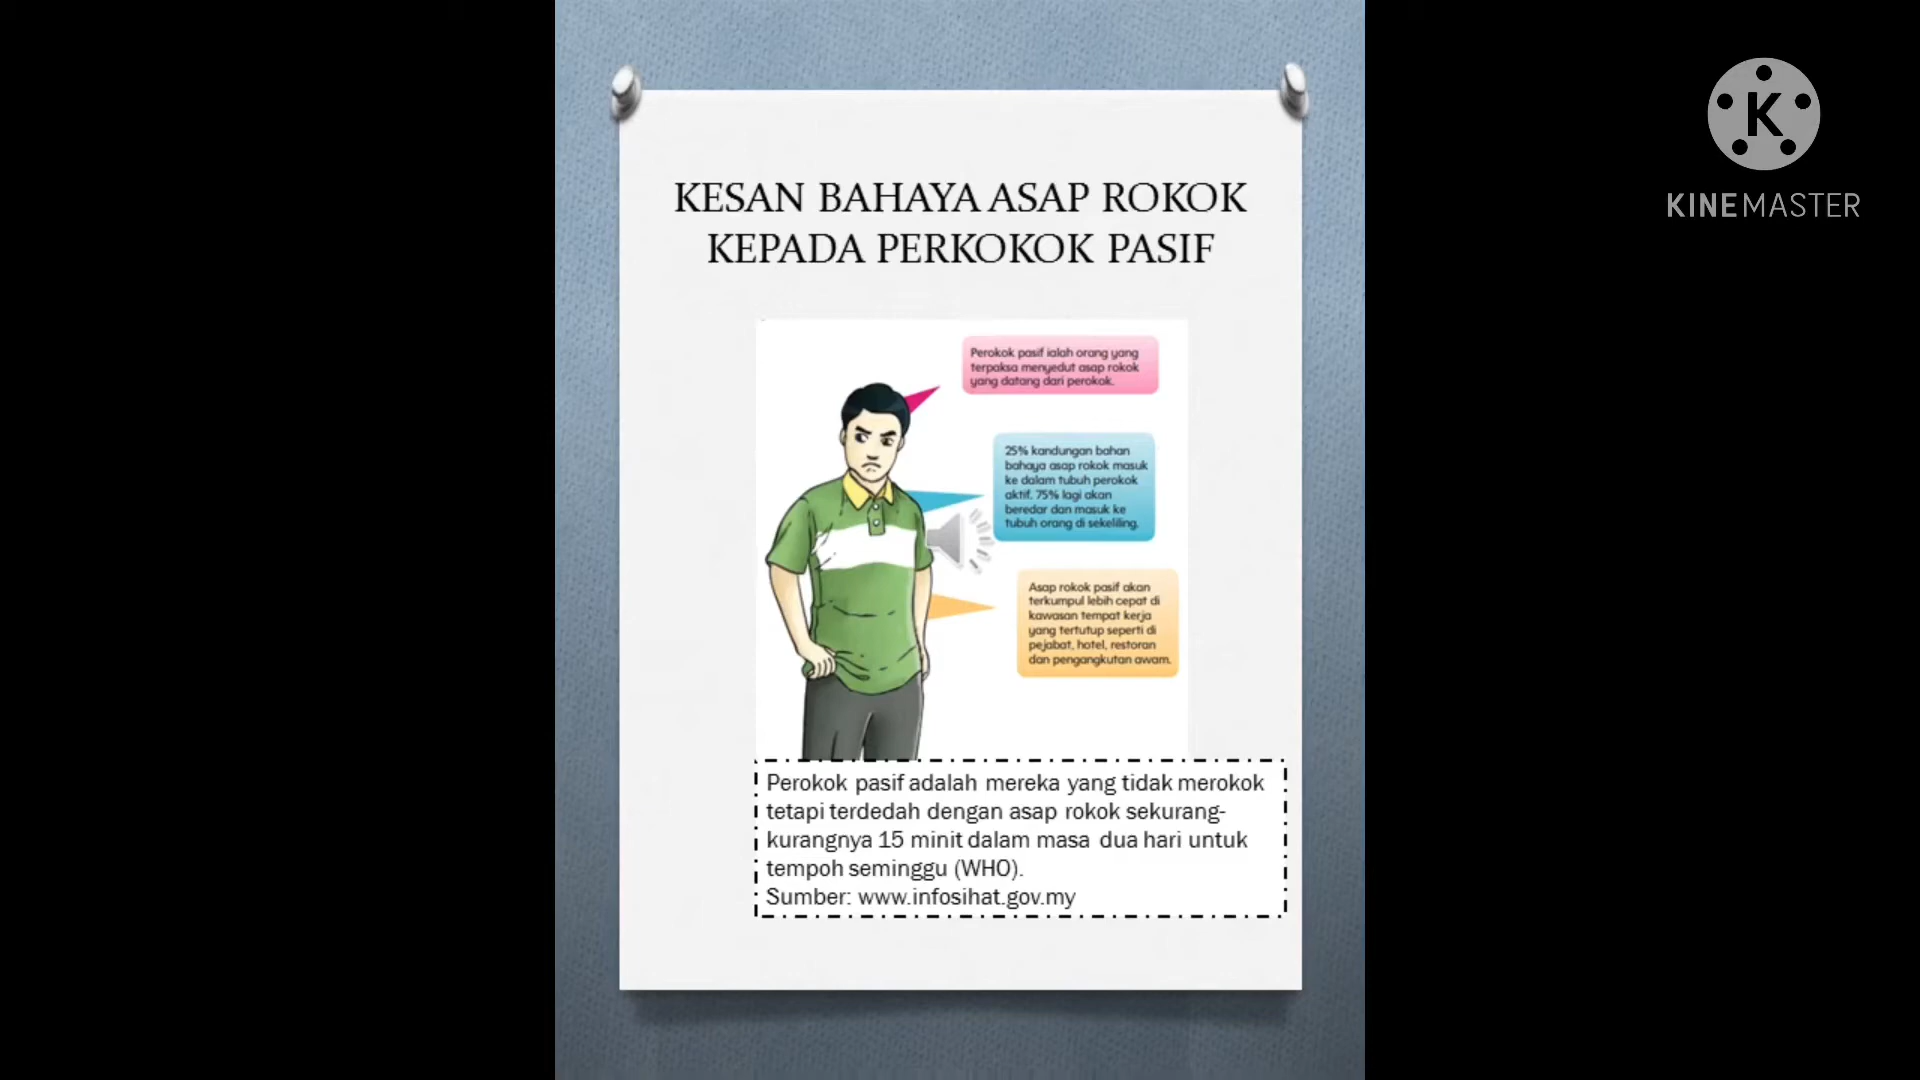 KESAN BAHAYA ASAP ROKOK
KEPADA PERKOKOK PASIF
Perokok pasif ialah orang yang
terpaksa menyedut asap rokok
yang datang dari perokok.
25% kandungan bahan
bahaya asap rokok masuk
ke dalam tubuh perokok
aktif. 75% lagi akan
beredar dan masuk ke
tubuh orang di sekeliling.
Asap rokok pasif akan
terkumpul lebih cepat di
kawasan tempat kerja
yang tertutup seperti di
pejabat, hotel, restoran
dan pengangkutan awam.
Perokok pasif adalah mereka yang tidak merokok
tetapi terdedah dengan asap rokok sekurang-
kurangnya 15 minit dalam masa dua hari untuk
tempoh seminggu (WHO).
Sumber: www.infosihat.gov.my
K
KINEMASTER